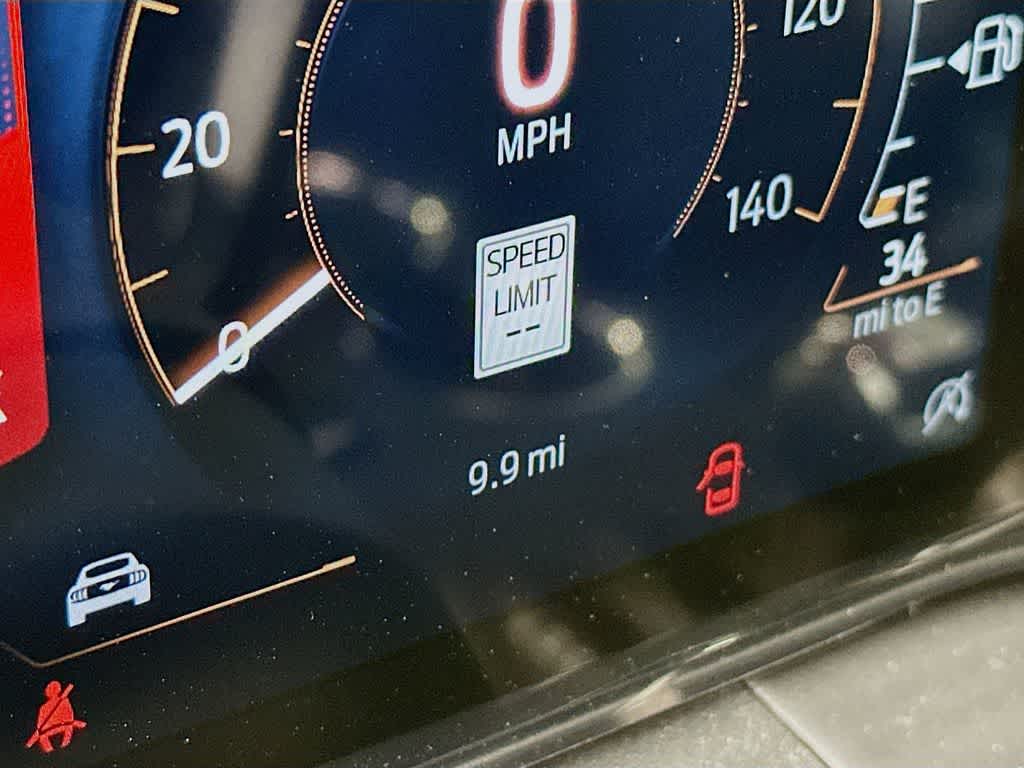 0
MPH
20
0
120
140
E
34
mi to E
SPEED
LIMIT
--
9.9 mi